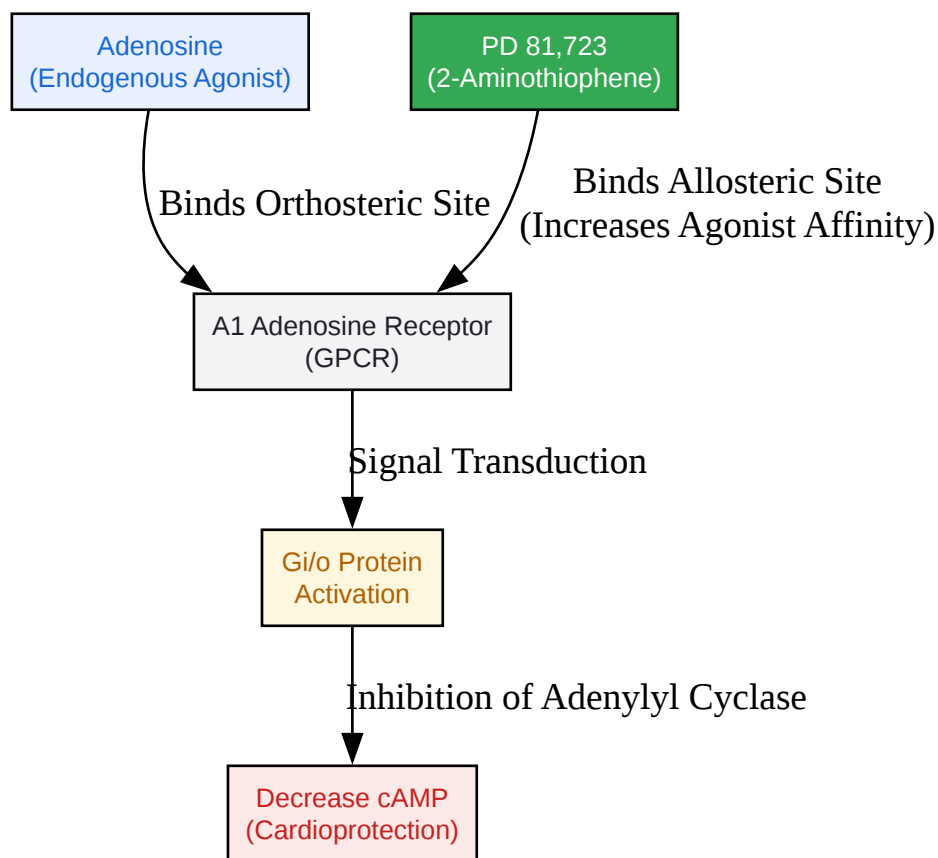 Adenosine
(Endogenous Agonist)
PD 81,723
(2-Aminothiophene)
Binds Orthosteric Site
Binds Allosteric Site
(Increases Agonist Affinity)
A1 Adenosine Receptor
(GPCR)
Signal Transduction
Gi/o Protein
Activation
Inhibition of Adenylyl Cyclase
Decrease cAMP
(Cardioprotection)